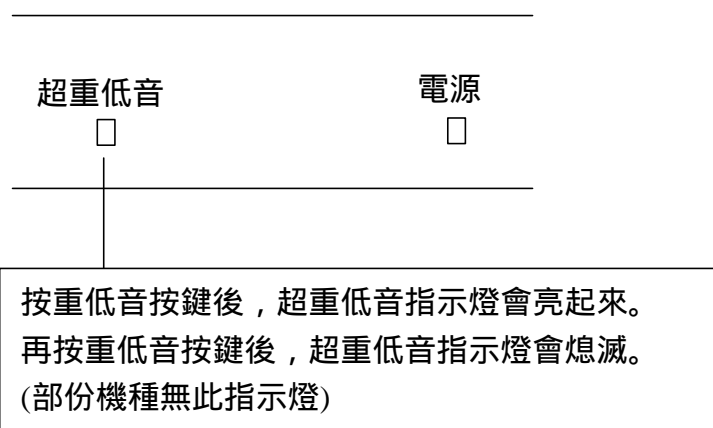 超重低音
電源
按重低音按鍵後，超重低音指示燈會亮起來。
再按重低音按鍵後，超重低音指示燈會熄滅。
(部份機種無此指示燈)